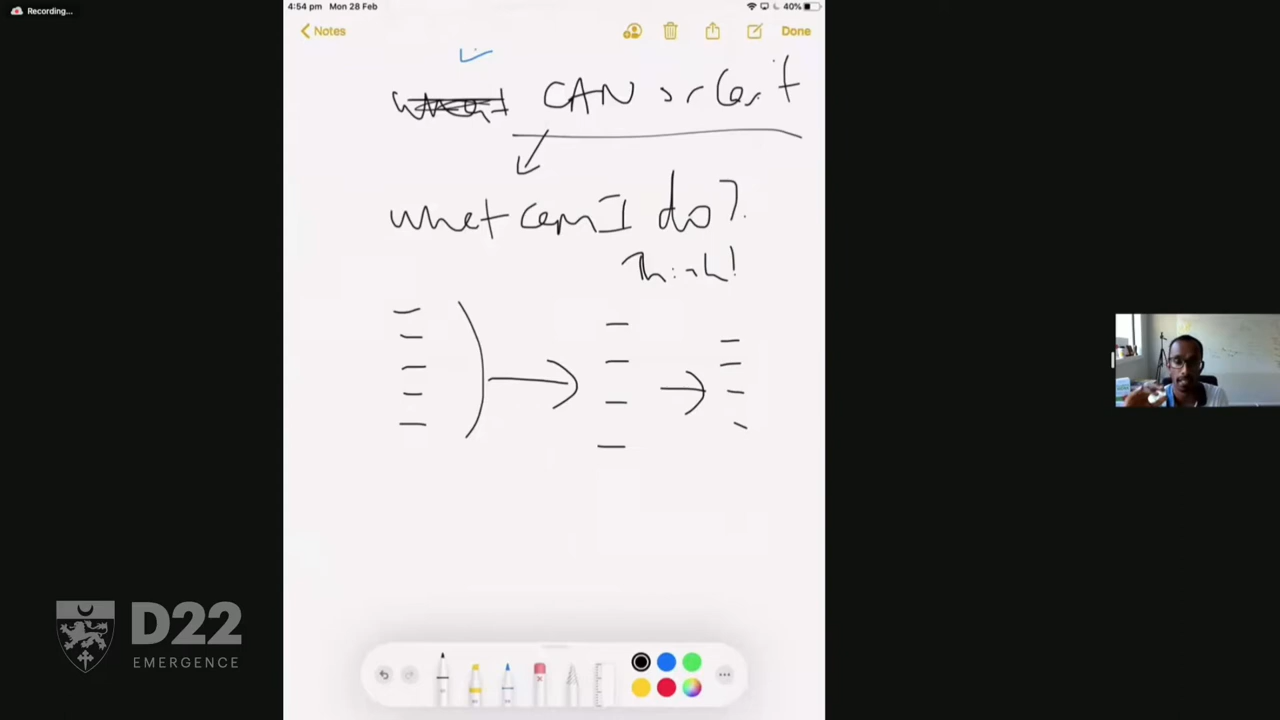 Recording...
4:54 pm Mon 28 Feb
40%
Notes
Done
CAN or Can't
what can I do?
Think!
D22
EMERGENCE